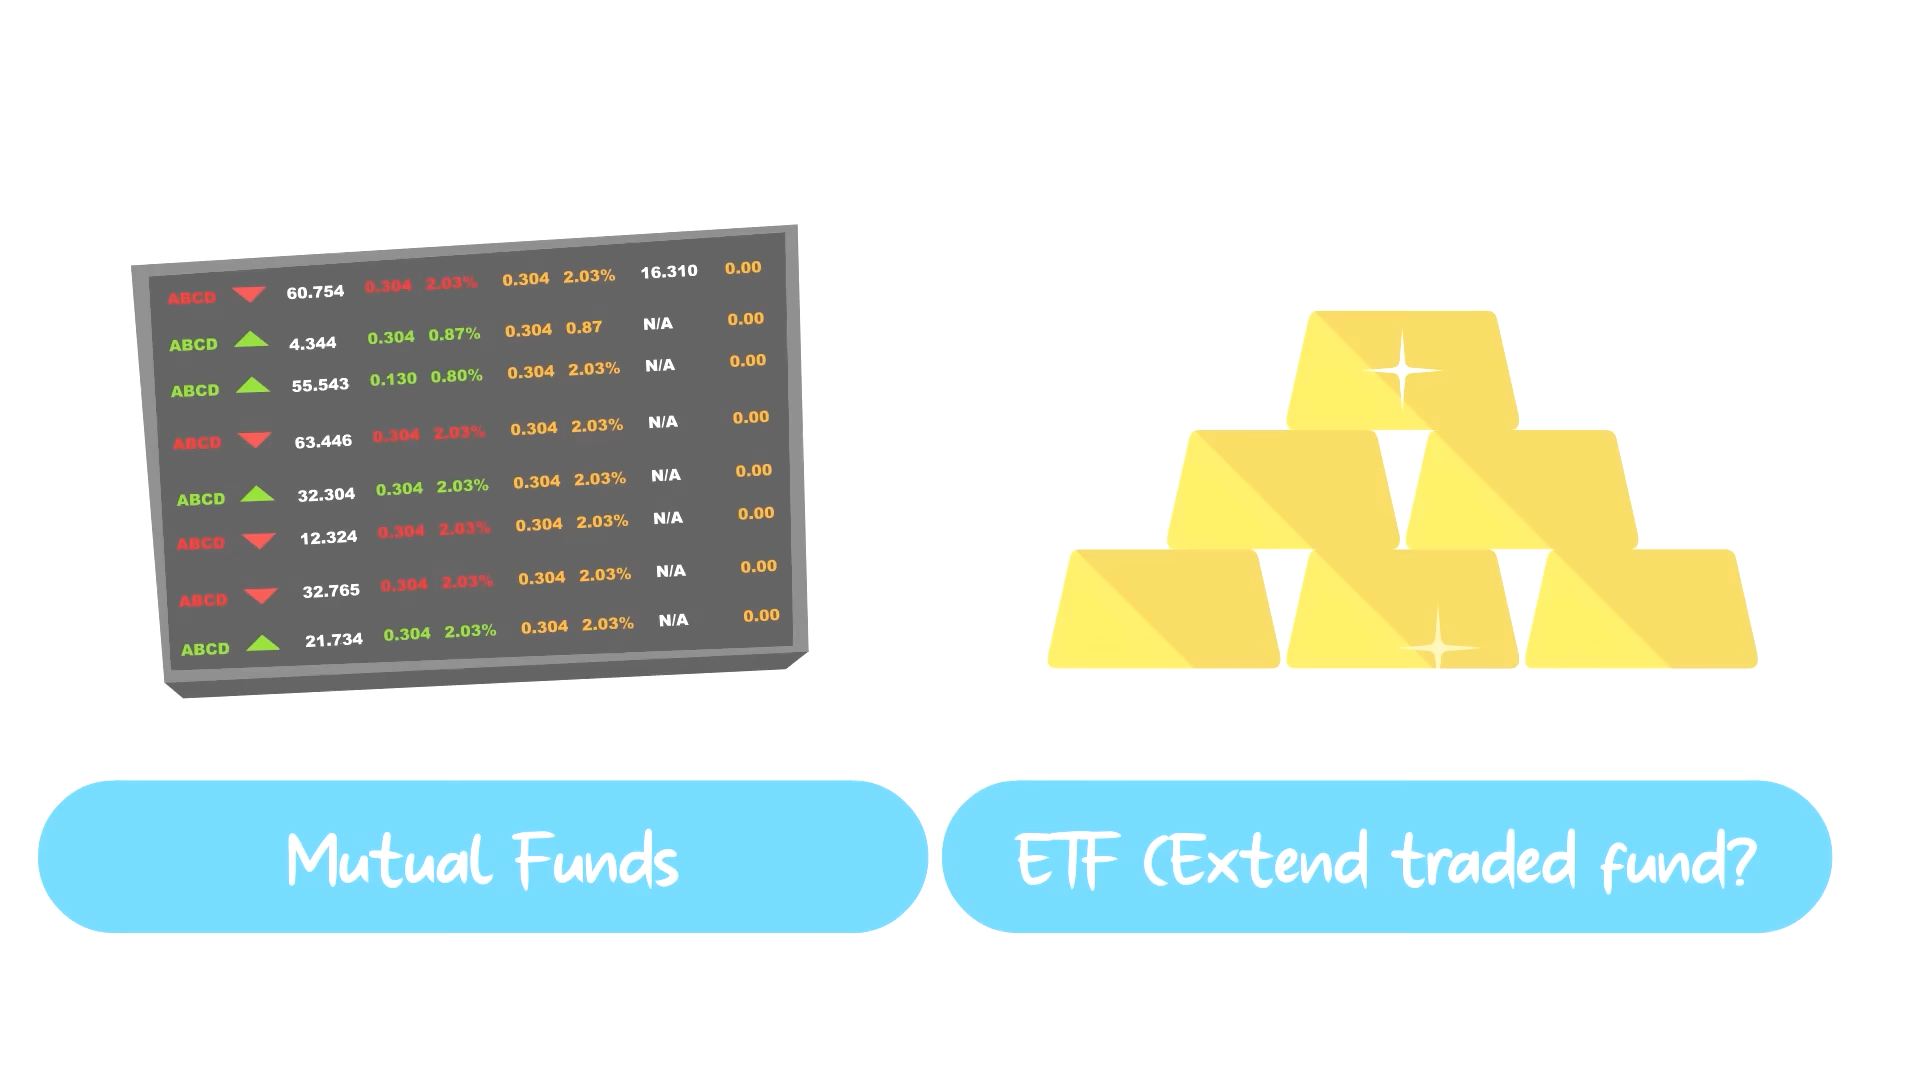 ABCD 60.754 0.304 2.03% 0.304 2.03% 16.310 0.00
ABCD 4.344 0.304 0.87% 0.304 0.87 N/A 0.00
ABCD 55.543 0.130 0.80% 0.304 2.03% N/A 0.00
ABCD 63.446 0.304 2.03% 0.304 2.03% N/A 0.00
ABCD 32.304 0.304 2.03% 0.304 2.03% N/A 0.00
ABCD 12.324 0.304 2.03% 0.304 2.03% N/A 0.00
ABCD 32.765 0.304 2.03% 0.304 2.03% N/A 0.00
ABCD 21.734 0.304 2.03% 0.304 2.03% N/A 0.00
Mutual Funds
ETF (Extend traded fund?